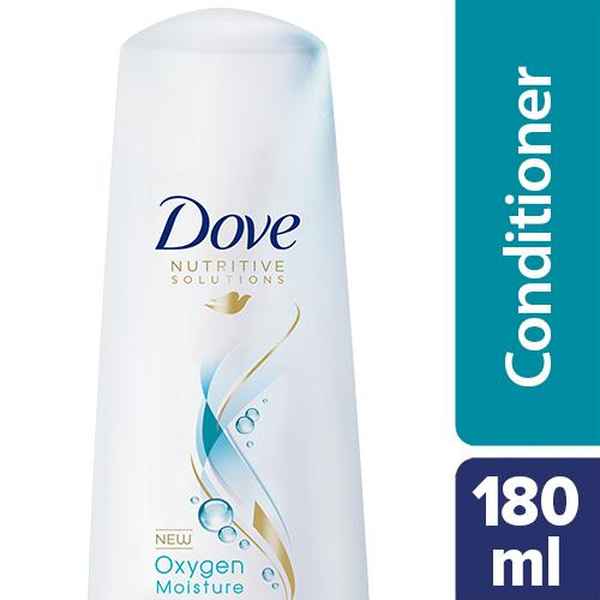 Dove
NUTRITIVE
SOLUTIONS
NEW
Oxygen
Moisture
Conditioner
180
ml